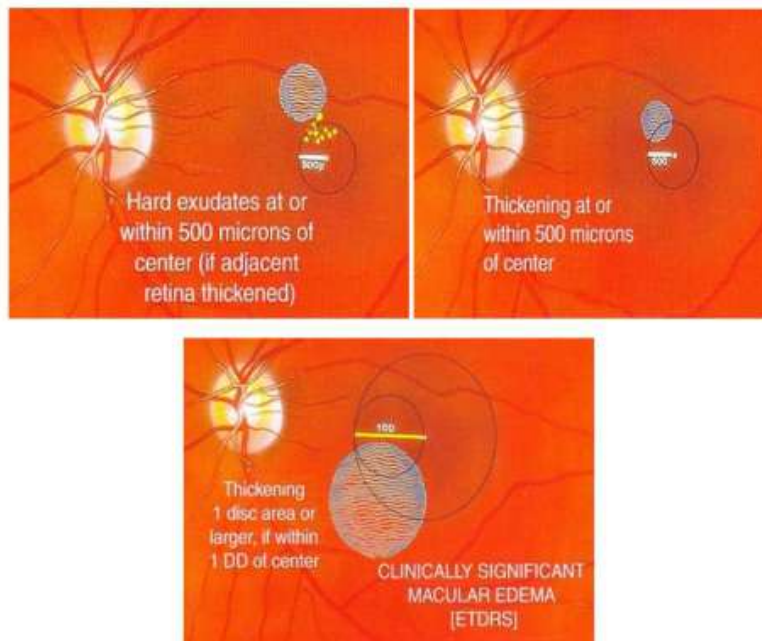 500μ
Hard exudates at or
within 500 microns of
center (if adjacent
retina thickened)
500
Thickening at or
within 500 microns
of center
Thickening
1 disc area or
larger, if within
1 DD of center
CLINICALLY SIGNIFICANT
MACULAR EDEMA
[ETDRS]